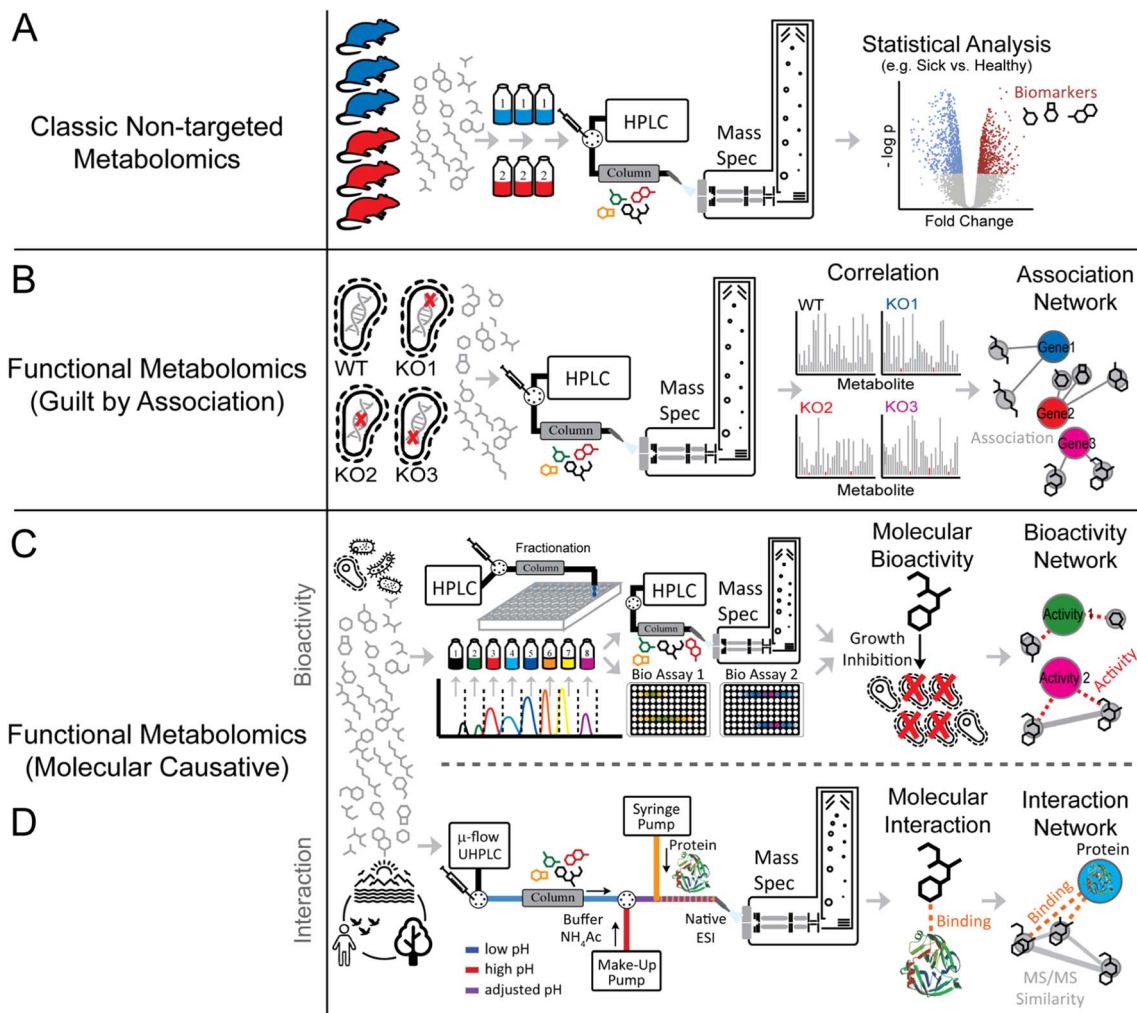 A
Classic Non-targeted
Metabolomics
1 1 1
2 2 2
HPLC
Column
Mass
Spec
Statistical Analysis
(e.g. Sick vs. Healthy)
Biomarkers
- log p
Fold Change
B
Functional Metabolomics
(Guilt by Association)
WT
KO1
KO2
KO3
HPLC
Column
Mass
Spec
Correlation
WT
KO1
Metabolite
KO2
KO3
Metabolite
Association
Network
Gene1
Gene2
Association
Gene3
C
Functional Metabolomics
(Molecular Causative)
Bioactivity
HPLC
Fractionation
Column
1 2 3 4 5 6 7 8
HPLC
Column
Mass
Spec
Bio Assay 1
Bio Assay 2
Molecular
Bioactivity
Growth
Inhibition
Bioactivity
Network
Activity 1
Activity 2
Activity
D
Interaction
μ-flow
UHPLC
Column
Buffer
NH4Ac
Make-Up
Pump
Syringe
Pump
Protein
Native
ESI
low pH
high pH
adjusted pH
Mass
Spec
Molecular
Interaction
Binding
Interaction
Network
Protein
Binding
MS/MS
Similarity